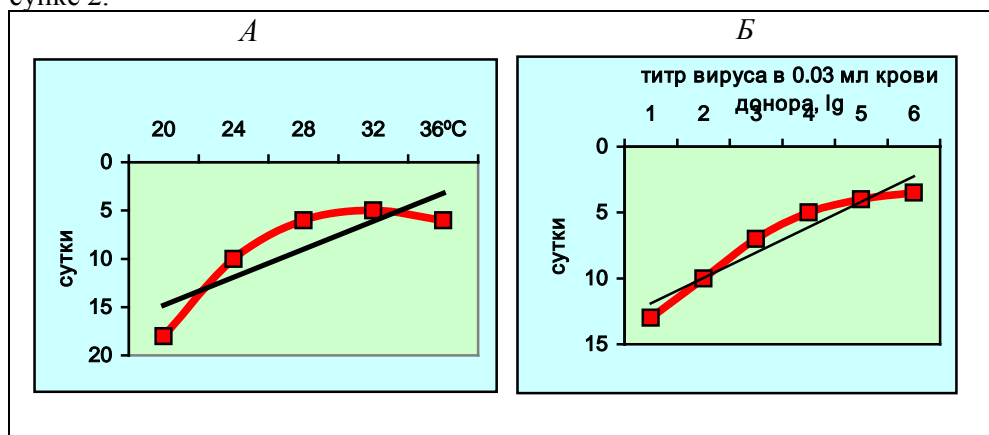 сунке 2.
А
20 24 28 32 36ºС
0
5
10
15
20
сутки
Б
титр вируса в 0.03 мл крови
донора, lg
1 2 3 4 5 6
0
5
10
15
сутки